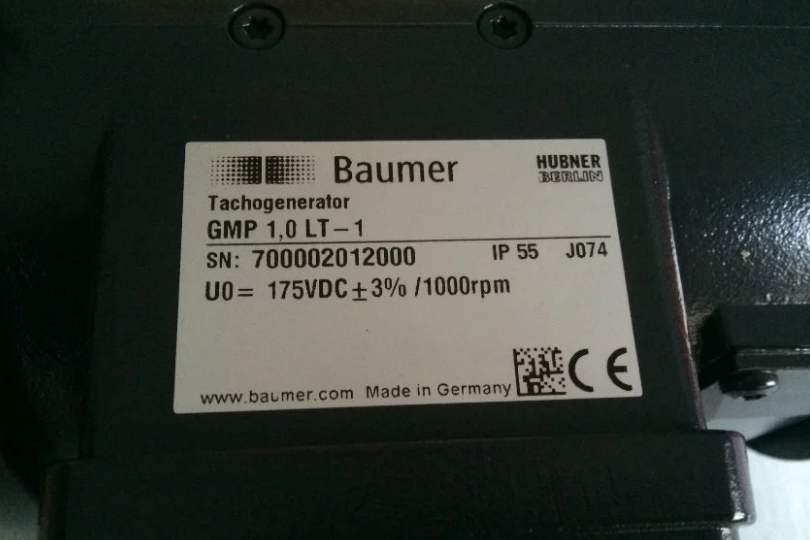 Baumer
HUBNER
BERLIN
Tachogenerator
GMP 1,0 LT-1
SN: 700002012000 IP 55 J074
U0= 175VDC±3% /1000rpm
www.baumer.com Made in Germany CE